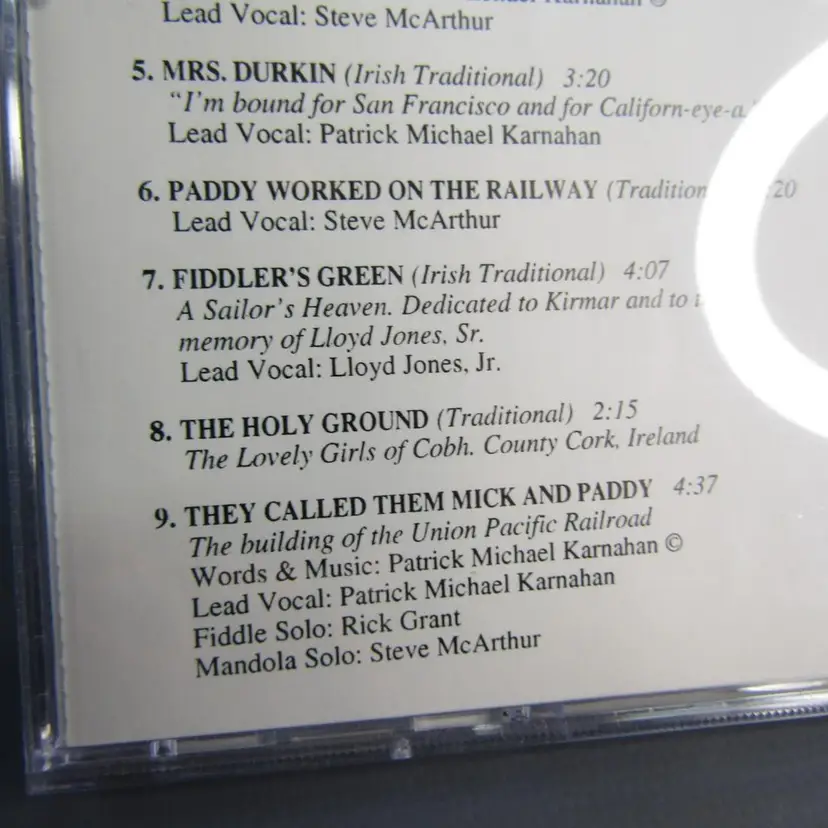 Karnahan ©
Lead Vocal: Steve McArthur
5. MRS. DURKIN (Irish Traditional) 3:20
"I'm bound for San Francisco and for Californ-eye-a."
Lead Vocal: Patrick Michael Karnahan
6. PADDY WORKED ON THE RAILWAY (Tradition :20
Lead Vocal: Steve McArthur
7. FIDDLER'S GREEN (Irish Traditional) 4:07
A Sailor's Heaven. Dedicated to Kirmar and to
memory of Lloyd Jones, Sr.
Lead Vocal: Lloyd Jones, Jr.
8. THE HOLY GROUND (Traditional) 2:15
The Lovely Girls of Cobh. County Cork, Ireland
9. THEY CALLED THEM MICK AND PADDY 4:37
The building of the Union Pacific Railroad
Words & Music: Patrick Michael Karnahan ©
Lead Vocal: Patrick Michael Karnahan
Fiddle Solo: Rick Grant
Mandola Solo: Steve McArthur